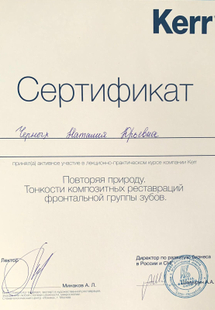 Kerr
Сертификат
Черных Наталия Юрьевна
принял(а) активное участие в лекционно-практическом курсе компании Kerr
Повторяя природу.
Тонкости композитных реставраций
фронтальной группы зубов.
Лектор
Директор по развитию бизнеса
в России и СНГ
Минаков А. Л.